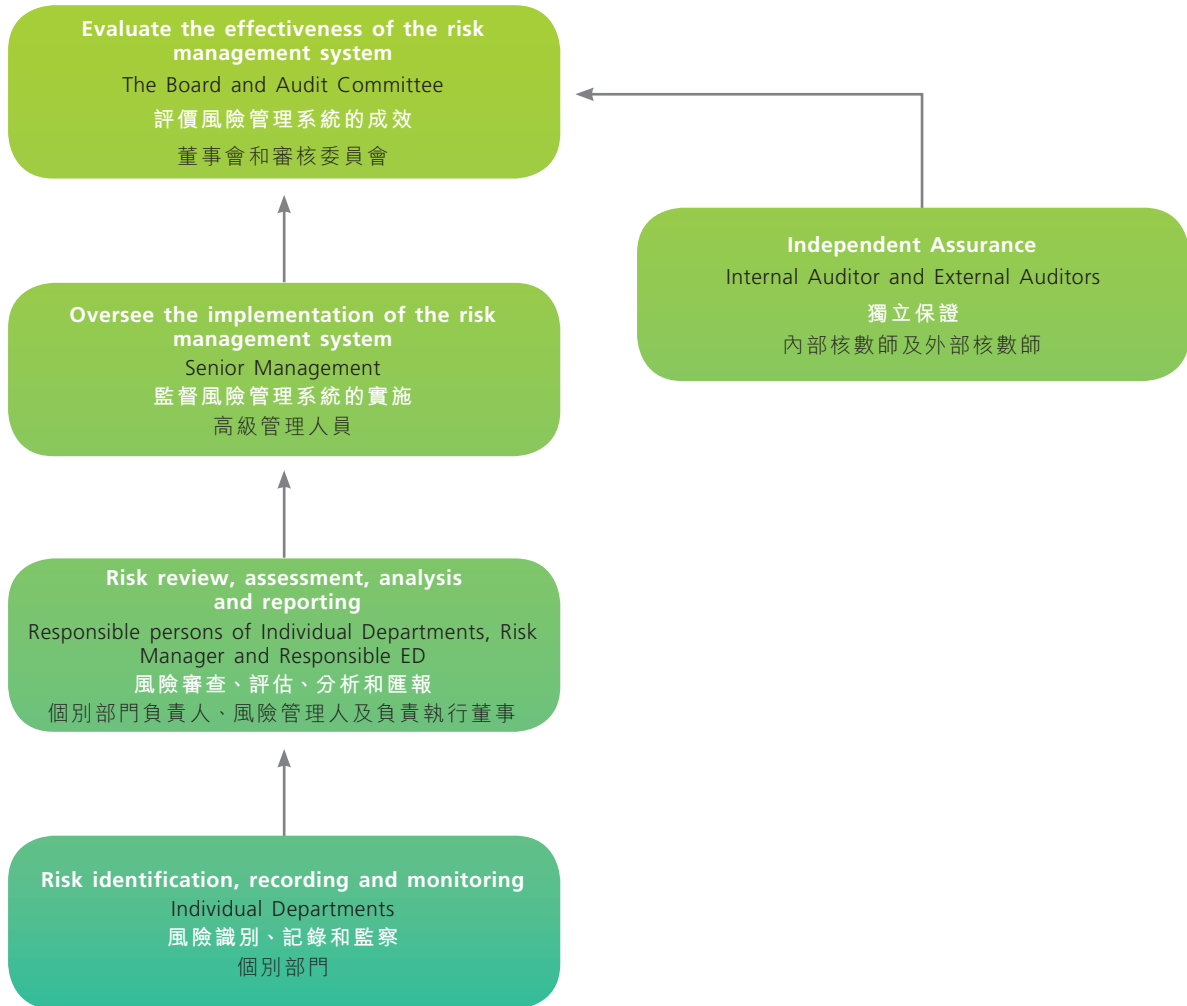 Evaluate the effectiveness of the risk
management system
The Board and Audit Committee
評價風險管理系統的成效
董事會和審核委員會
Independent Assurance
Internal Auditor and External Auditors
獨立保證
內部核數師及外部核數師
Oversee the implementation of the risk
management system
Senior Management
監督風險管理系統的實施
高級管理人員
Risk review, assessment, analysis
and reporting
Responsible persons of Individual Departments, Risk
Manager and Responsible ED
風險審查、評估、分析和匯報
個別部門負責人、風險管理人及負責執行董事
Risk identification, recording and monitoring
Individual Departments
風險識別、記錄和監察
個別部門